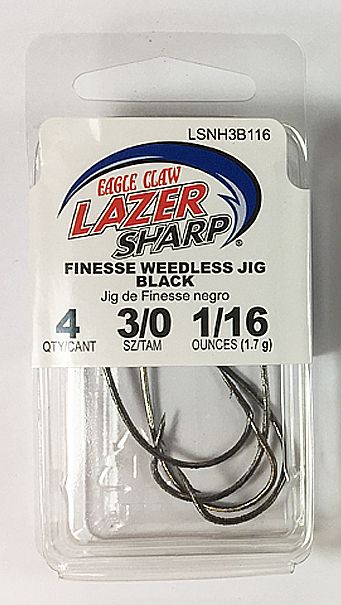 LSNH3B116
EAGLE CLAW
LAZER
SHARP®
FINESSE WEEDLESS JIG
BLACK
Jig de Finesse negro
4 3/0 1/16
QTY/CANT SZ/TAM OUNCES (1.7 g)